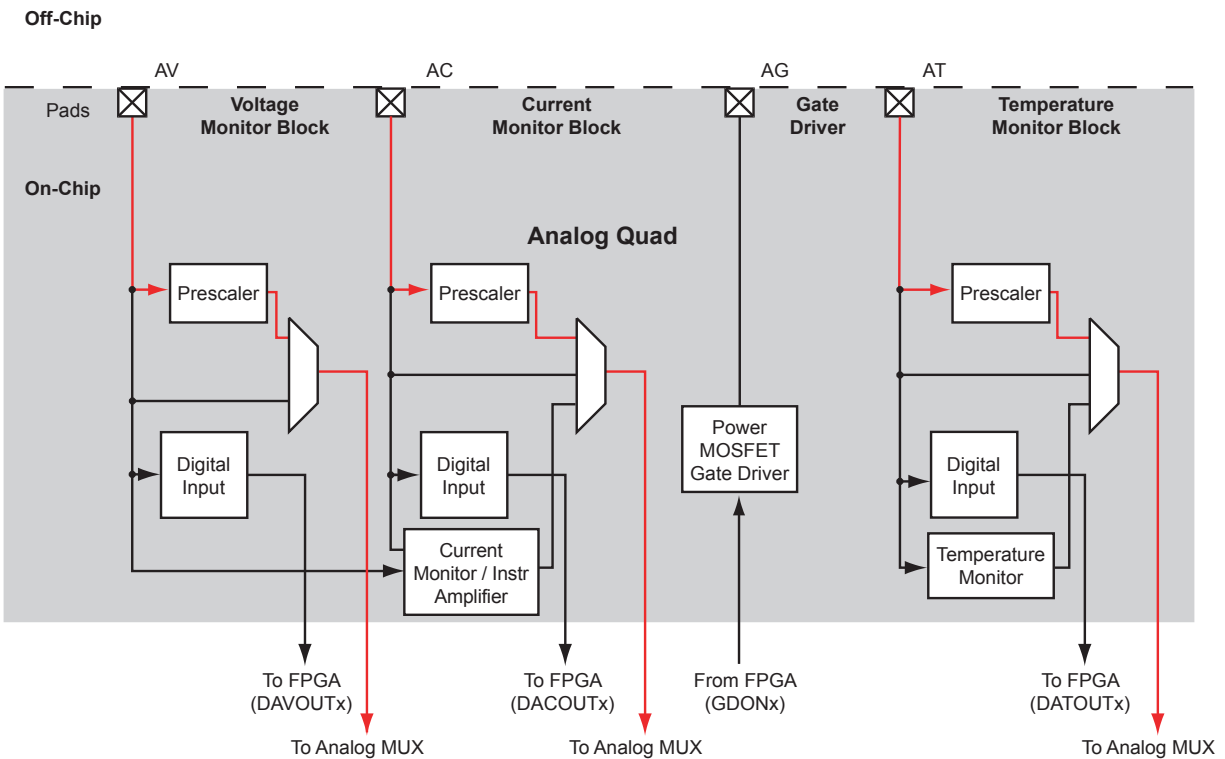 Off-Chip
AV
AC
AG
AT
Pads
Voltage
Monitor Block
Current
Monitor Block
Gate
Driver
Temperature
Monitor Block
On-Chip
Analog Quad
Prescaler
Prescaler
Prescaler
Power
MOSFET
Gate Driver
Digital
Input
Digital
Input
Digital
Input
Current
Monitor / Instr
Amplifier
Temperature
Monitor
To FPGA
(DAVOUTx)
To FPGA
(DACOUTx)
From FPGA
(GDONx)
To FPGA
(DATOUTx)
To Analog MUX
To Analog MUX
To Analog MUX